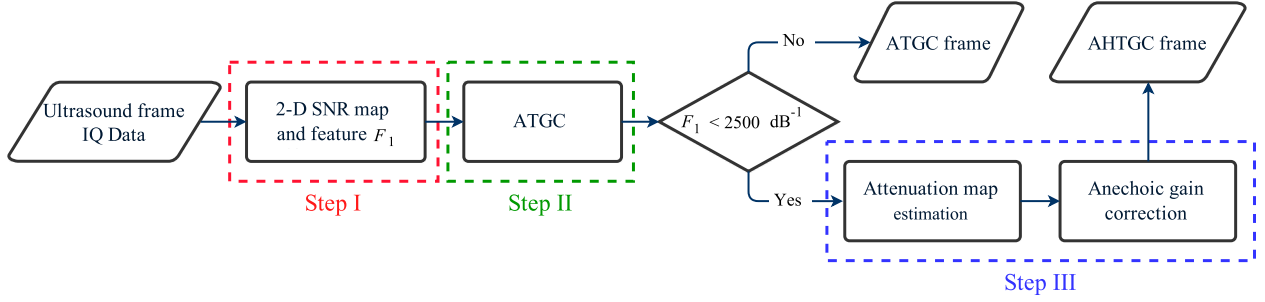 Ultrasound frame
IQ Data
2-D SNR map
and feature F₁
Step I
ATGC
Step II
F₁ < 2500 dB⁻¹
No
ATGC frame
Yes
Attenuation map
estimation
Anechoic gain
correction
AHTGC frame
Step III